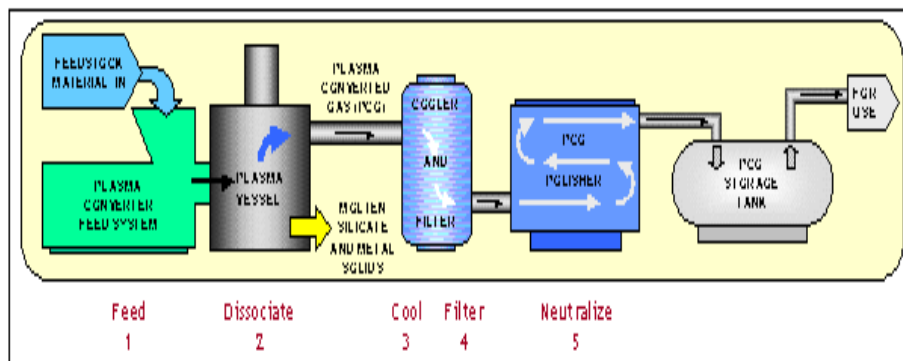 FEEDSTOCK
MATERIAL IN
PLASMA
CONVERTER
FEED SYSTEM
PLASMA
VESSEL
PLASMA
CONVERTED
GAS (PCG)
MOLTEN
SILICATE
AND METAL
SOLIDS
COOLER
AND
FILTER
PCG
POLISHER
PCG
STORAGE
TANK
FOR
USE
Feed Dissociate Cool Filter Neutralize
1 2 3 4 5